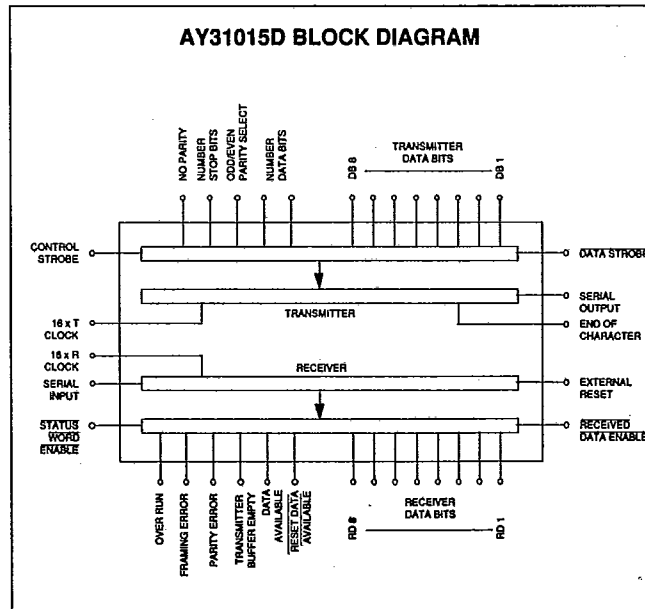 AY31015D BLOCK DIAGRAM
NO PARITY
NUMBER
STOP BITS
ODD/EVEN
PARITY SELECT
NUMBER
DATA BITS
DB 8
TRANSMITTER
DATA BITS
DB 1
CONTROL
STROBE
DATA STROBE
SERIAL
OUTPUT
TRANSMITTER
16 x T
CLOCK
END OF
CHARACTER
16 x R
CLOCK
RECEIVER
SERIAL
INPUT
EXTERNAL
RESET
STATUS
WORD
ENABLE
RECEIVED
DATA ENABLE
OVER RUN
FRAMING ERROR
PARITY ERROR
TRANSMITTER
BUFFER EMPTY
DATA
AVAILABLE
RESET DATA
AVAILABLE
RD 8
RECEIVER
DATA BITS
RD 1